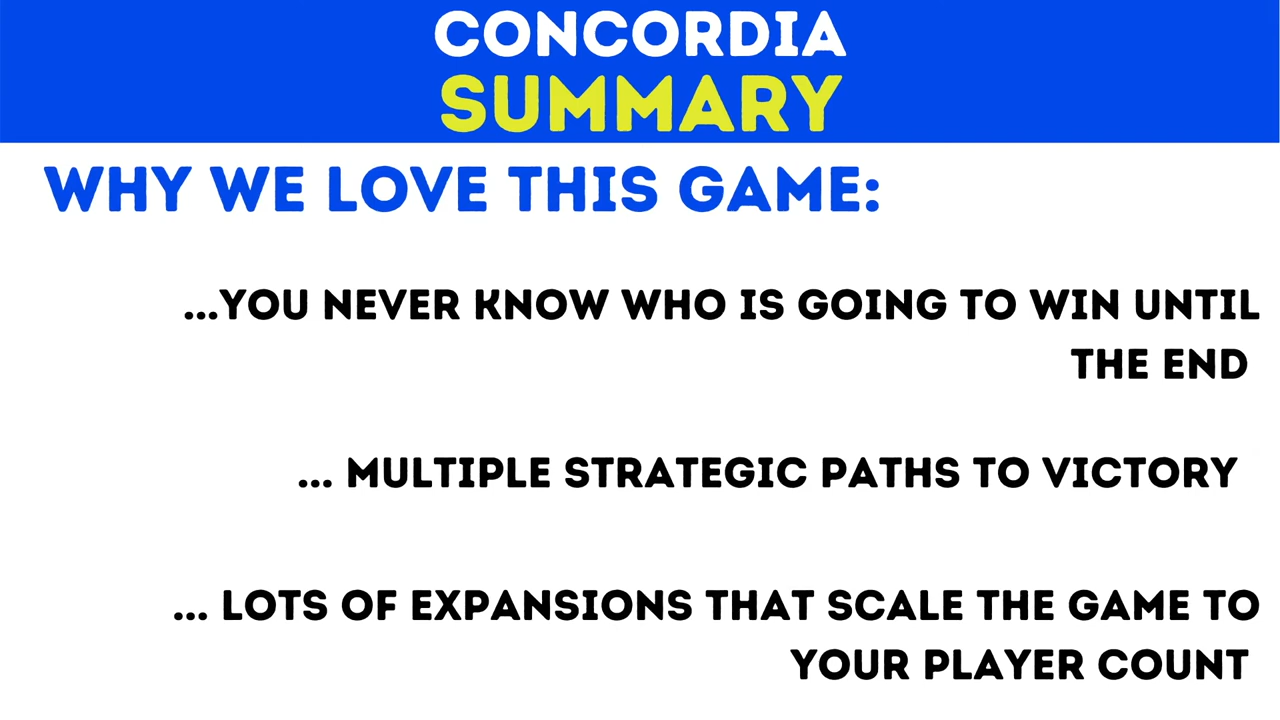 CONCORDIA
SUMMARY
WHY WE LOVE THIS GAME:
...YOU NEVER KNOW WHO IS GOING TO WIN UNTIL
THE END
... MULTIPLE STRATEGIC PATHS TO VICTORY
... LOTS OF EXPANSIONS THAT SCALE THE GAME TO
YOUR PLAYER COUNT